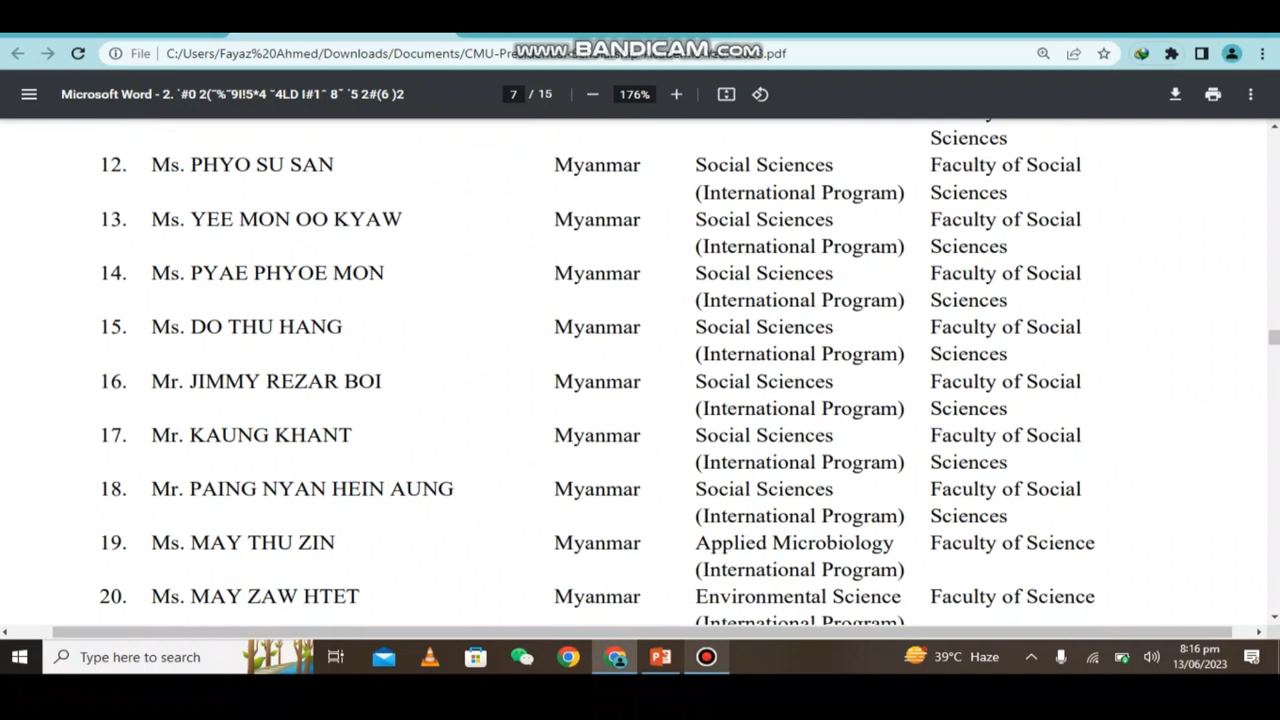 www.BANDICAM.com
File C:/Users/Fayaz%20Ahmed/Downloads/Documents/CMU-Pre .pdf
Microsoft Word - 2. 7 / 15 176%
Sciences
12. Ms. PHYO SU SAN Myanmar Social Sciences Faculty of Social
(International Program) Sciences
13. Ms. YEE MON OO KYAW Myanmar Social Sciences Faculty of Social
(International Program) Sciences
14. Ms. PYAE PHYOE MON Myanmar Social Sciences Faculty of Social
(International Program) Sciences
15. Ms. DO THU HANG Myanmar Social Sciences Faculty of Social
(International Program) Sciences
16. Mr. JIMMY REZAR BOI Myanmar Social Sciences Faculty of Social
(International Program) Sciences
17. Mr. KAUNG KHANT Myanmar Social Sciences Faculty of Social
(International Program) Sciences
18. Mr. PAING NYAN HEIN AUNG Myanmar Social Sciences Faculty of Social
(International Program) Sciences
19. Ms. MAY THU ZIN Myanmar Applied Microbiology Faculty of Science
(International Program)
20. Ms. MAY ZAW HTET Myanmar Environmental Science Faculty of Science
(International Program)
Type here to search 39°C Haze 8:16 pm
13/06/2023